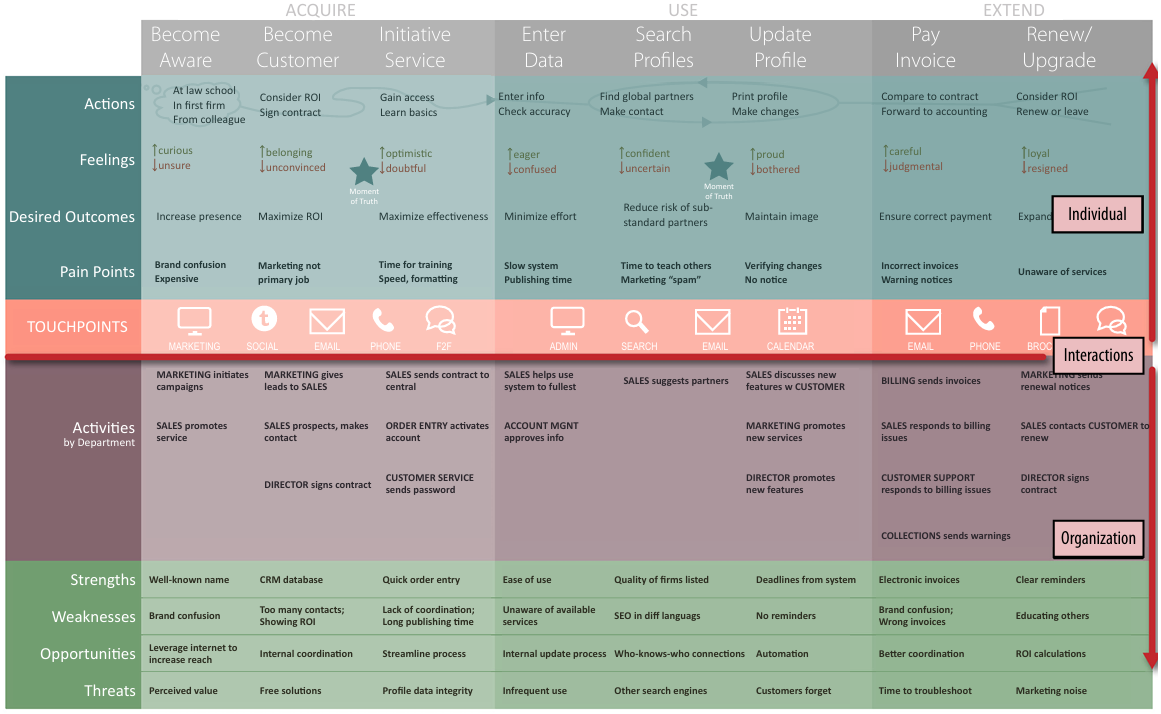 ACQUIRE USE EXTEND
Become Become Initiative Enter Search Update Pay Renew/
Aware Customer Service Data Profiles Profile Invoice Upgrade
Actions
At law school
In first firm
From colleague
Consider ROI
Sign contract
Gain access
Learn basics
Enter info
Check accuracy
Find global partners
Make contact
Print profile
Make changes
Compare to contract
Forward to accounting
Consider ROI
Renew or leave
Feelings
↑curious
↓unsure
↑belonging
↓unconvinced
Moment
of Truth
↑optimistic
↓doubtful
↑eager
↓confused
↑confident
↓uncertain
Moment
of Truth
↑proud
↓bothered
↑careful
↓judgmental
↑loyal
↓resigned
Desired Outcomes
Increase presence
Maximize ROI
Maximize effectiveness
Minimize effort
Reduce risk of sub-
standard partners
Maintain image
Ensure correct payment
Expand
Individual
Pain Points
Brand confusion
Expensive
Marketing not
primary job
Time for training
Speed, formatting
Slow system
Publishing time
Time to teach others
Marketing “spam”
Verifying changes
No notice
Incorrect invoices
Warning notices
Unaware of services
TOUCHPOINTS
t
MARKETING SOCIAL EMAIL PHONE F2F ADMIN SEARCH EMAIL CALENDAR EMAIL PHONE BROC
Interactions
Activities
by Department
MARKETING initiates
campaigns
MARKETING gives
leads to SALES
SALES sends contract to
central
SALES helps use
system to fullest
SALES suggests partners
SALES discusses new
features w CUSTOMER
BILLING sends invoices
MARKETING sends
renewal notices
SALES promotes
service
SALES prospects, makes
contact
ORDER ENTRY activates
account
ACCOUNT MGNT
approves info
MARKETING promotes
new services
SALES responds to billing
issues
SALES contacts CUSTOMER to
renew
DIRECTOR signs contract
CUSTOMER SERVICE
sends password
DIRECTOR promotes
new features
CUSTOMER SUPPORT
responds to billing issues
DIRECTOR signs
contract
COLLECTIONS sends warnings
Organization
Strengths
Well-known name
CRM database
Quick order entry
Ease of use
Quality of firms listed
Deadlines from system
Electronic invoices
Clear reminders
Weaknesses
Brand confusion
Too many contacts;
Showing ROI
Lack of coordination;
Long publishing time
Unaware of available
services
SEO in diff languags
No reminders
Brand confusion;
Wrong invoices
Educating others
Opportunities
Leverage internet to
increase reach
Internal coordination
Streamline process
Internal update process
Who-knows-who connections
Automation
Better coordination
ROI calculations
Threats
Perceived value
Free solutions
Profile data integrity
Infrequent use
Other search engines
Customers forget
Time to troubleshoot
Marketing noise